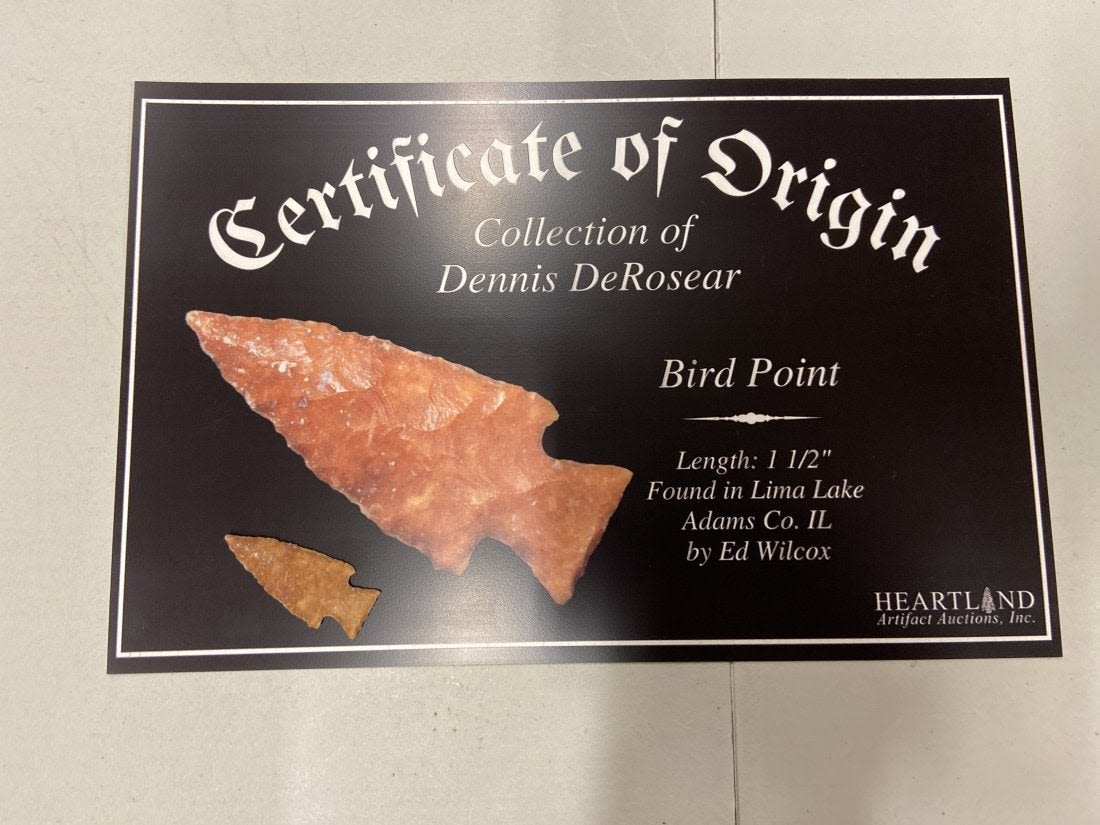 Certificate of Origin
Collection of
Dennis DeRosear
Bird Point
Length: 1 1/2"
Found in Lima Lake
Adams Co. IL
by Ed Wilcox
HEARTLAND
Artifact Auctions, Inc.